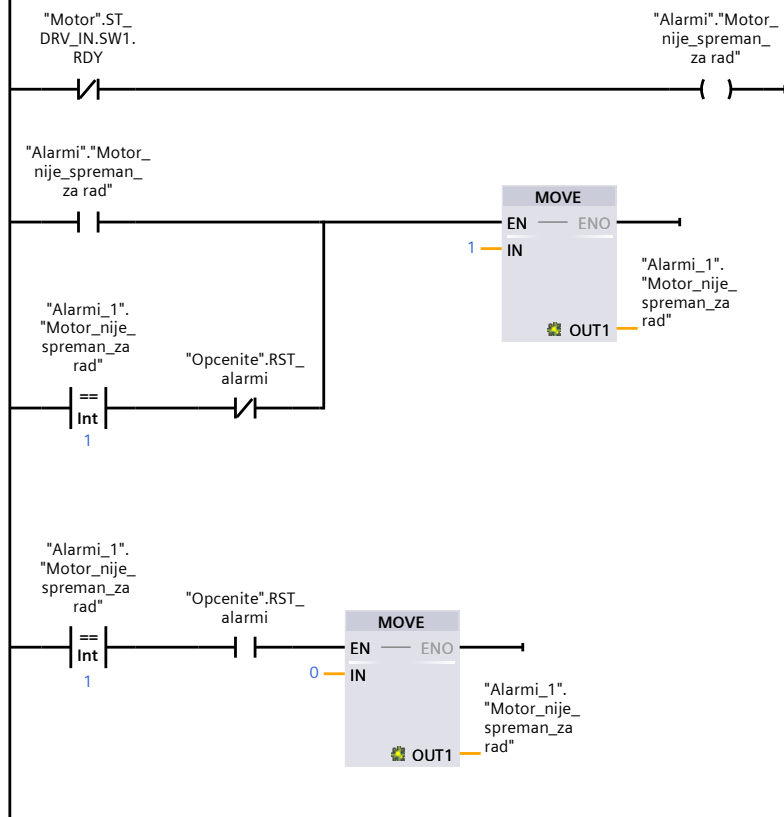 "Motor".ST_
DRV_IN.SW1.
RDY
"Alarmi"."Motor_
nije_spreman_
za rad"
"Alarmi"."Motor_
nije_spreman_
za rad"
MOVE
EN
ENO
1
IN
"Alarmi_1".
"Motor_nije_
spreman_za
rad"
OUT1
"Alarmi_1".
"Motor_nije_
spreman_za
rad"
==
Int
1
"Opcenite".RST_
alarmi
"Alarmi_1".
"Motor_nije_
spreman_za
rad"
==
Int
1
"Opcenite".RST_
alarmi
MOVE
EN
ENO
0
IN
"Alarmi_1".
"Motor_nije_
spreman_za
rad"
OUT1